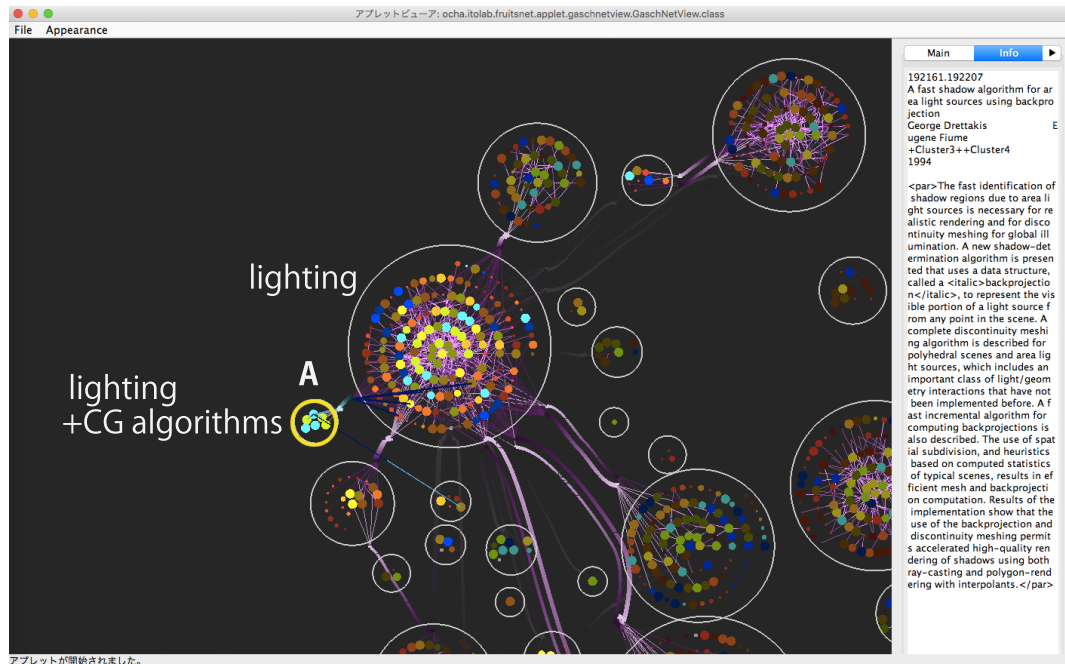 アプレットビューア: ocha.itolab.fruitsnet.applet.gaschnetview.GaschNetView.class
File Appearance
Main Info
lighting
A
lighting
+CG algorithms
192161.192207
A fast shadow algorithm for ar
ea light sources using backpro
jection
George Drettakis E
ugene Fiume
+Cluster3++Cluster4
1994
<par>The fast identification of
shadow regions due to area li
ght sources is necessary for re
alistic rendering and for disco
ntinuity meshing for global ill
umination. A new shadow-det
ermination algorithm is presen
ted that uses a data structure,
called a <italic>backprojectio
n</italic>, to represent the vis
ible portion of a light source f
rom any point in the scene. A
complete discontinuity meshi
ng algorithm is described for
polyhedral scenes and area lig
ht sources, which includes an
important class of light/geom
etry interactions that have not
been implemented before. A f
ast incremental algorithm for
computing backprojections is
also described. The use of spat
ial subdivision, and heuristics
based on computed statistics
of typical scenes, results in ef
ficient mesh and backprojecti
on computation. Results of the
implementation show that the
use of the backprojection and
discontinuity meshing permit
s accelerated high-quality ren
dering of shadows using both
ray-casting and polygon-rend
ering with interpolants.</par>
アプレットが開始されました。